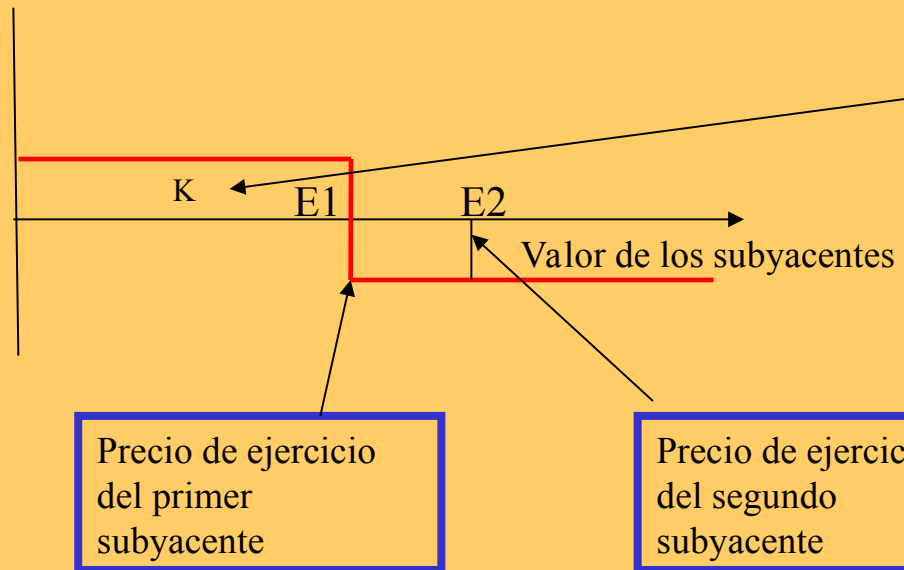 K
E1
E2
Valor de los subyacentes
Precio de ejercicio
del primer
subyacente
Precio de ejercic
del segundo
subyacente